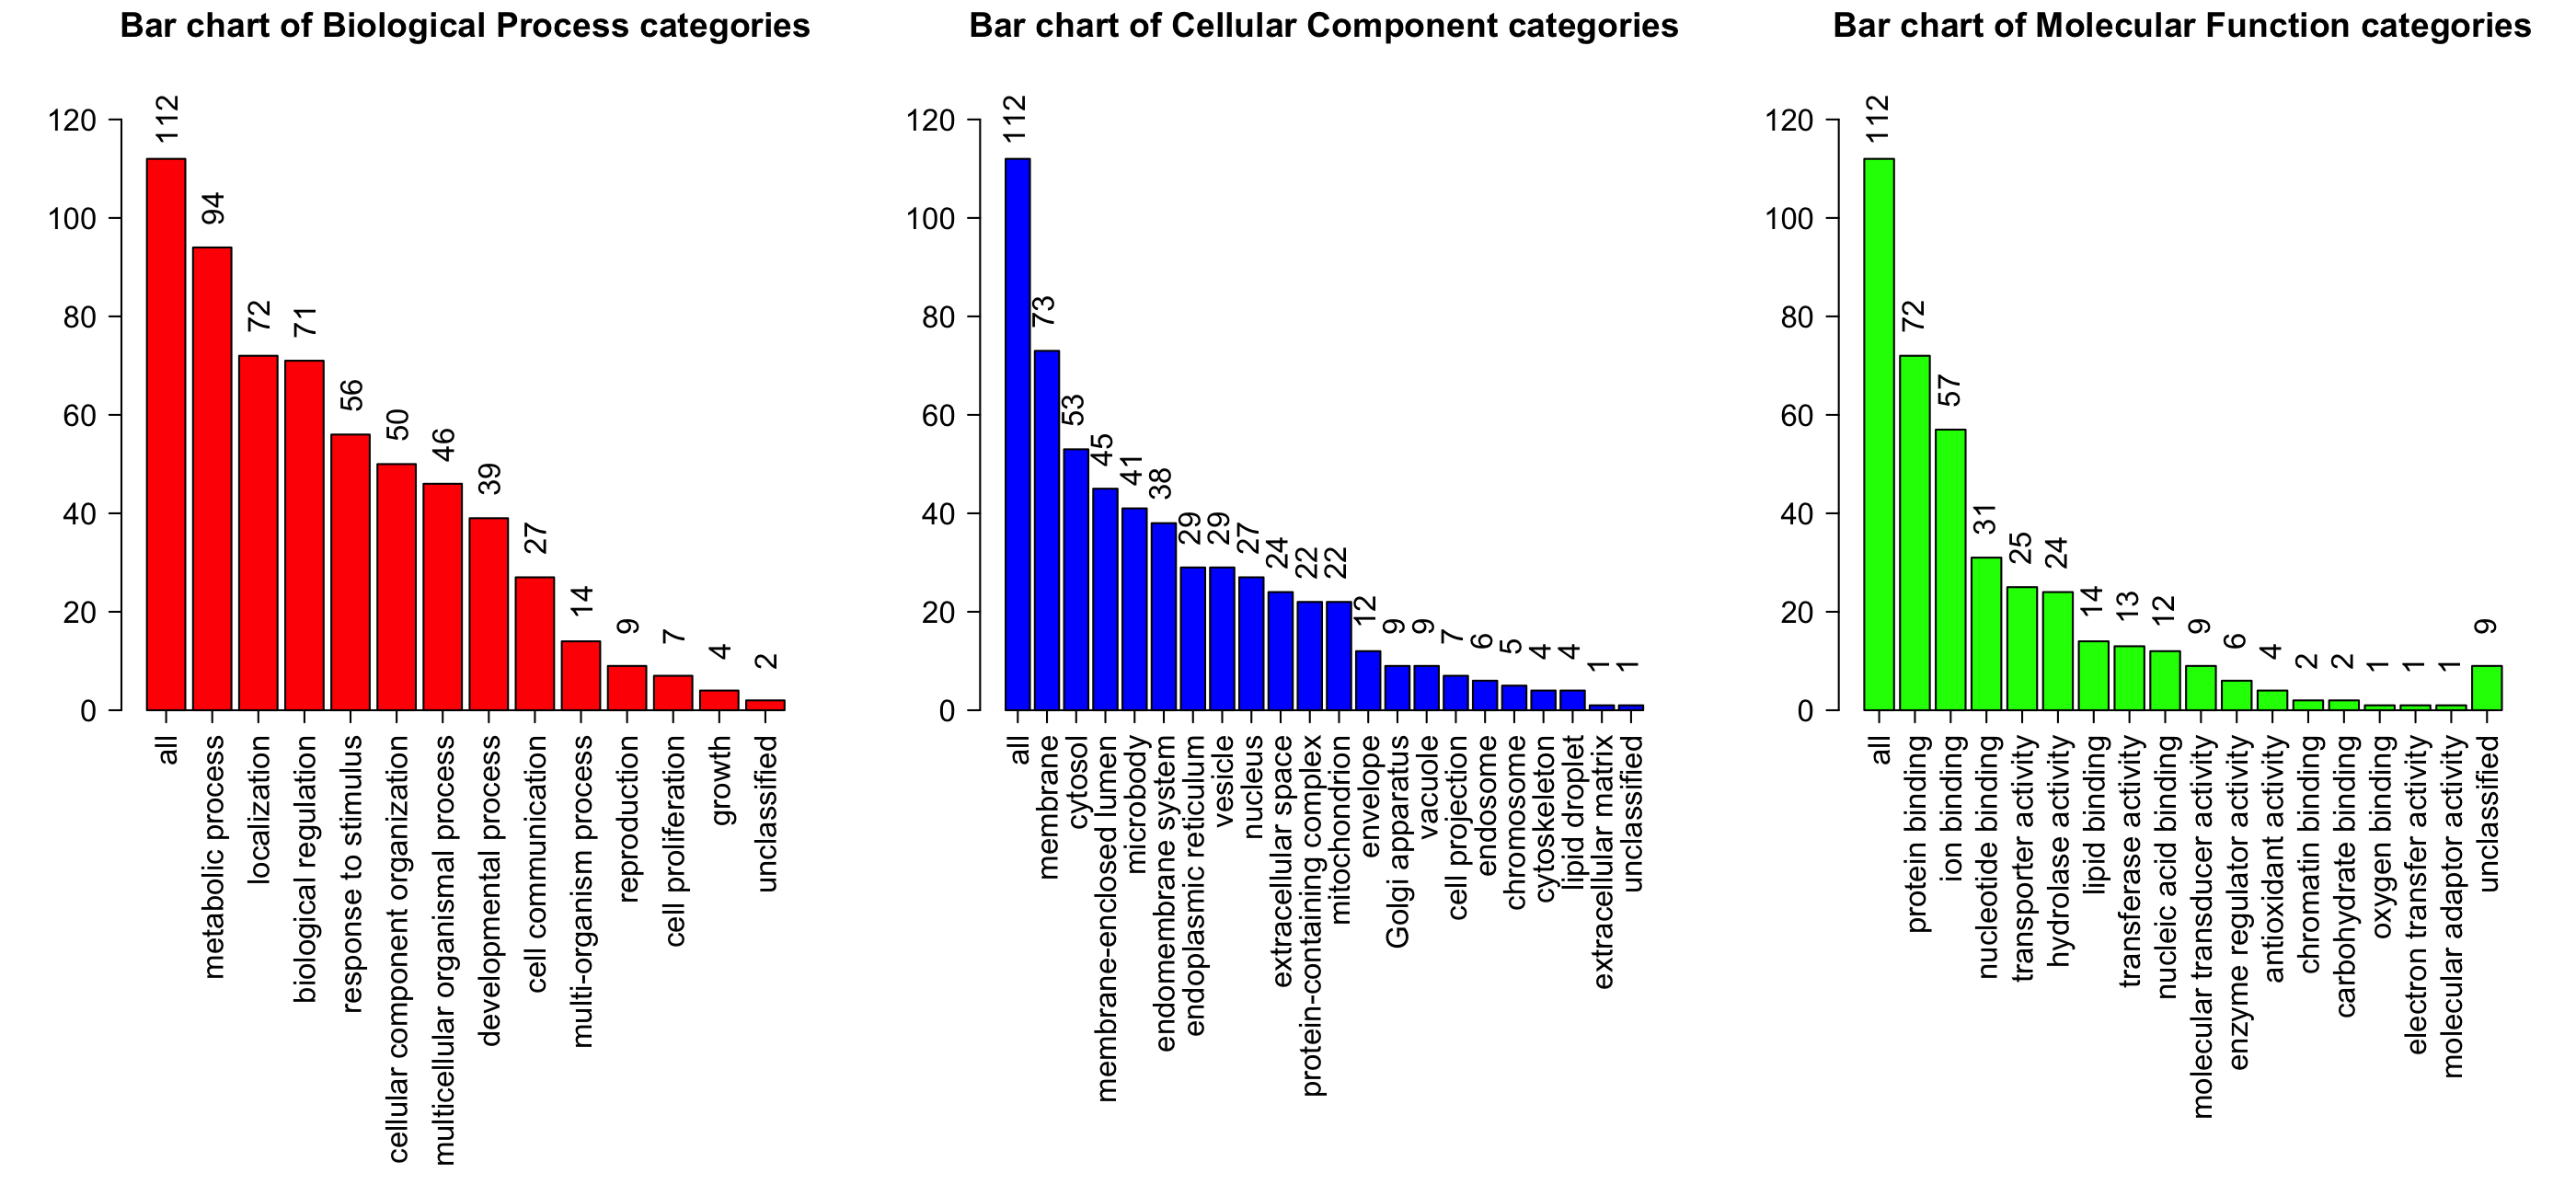 Bar chart of Biological Process categories
120
100
80
60
40
20
0
112
94
72
71
56
50
46
39
27
14
9
7
4
2
all
metabolic process
localization
biological regulation
response to stimulus
cellular component organization
multicellular organismal process
developmental process
cell communication
multi-organism process
reproduction
cell proliferation
growth
unclassified
Bar chart of Cellular Component categories
120
100
80
60
40
20
0
112
73
53
45
41
38
29
29
27
24
22
22
12
9
9
7
6
5
4
4
1
1
all
membrane
cytosol
membrane-enclosed lumen
microbody
endomembrane system
endoplasmic reticulum
vesicle
nucleus
extracellular space
protein-containing complex
mitochondrion
envelope
Golgi apparatus
vacuole
cell projection
endosome
chromosome
cytoskeleton
lipid droplet
extracellular matrix
unclassified
Bar chart of Molecular Function categories
120
100
80
60
40
20
0
112
72
57
31
25
24
14
13
12
9
6
4
2
2
1
1
1
9
all
protein binding
ion binding
nucleotide binding
transporter activity
hydrolase activity
lipid binding
transferase activity
nucleic acid binding
molecular transducer activity
enzyme regulator activity
antioxidant activity
chromatin binding
carbohydrate binding
oxygen binding
electron transfer activity
molecular adaptor activity
unclassified